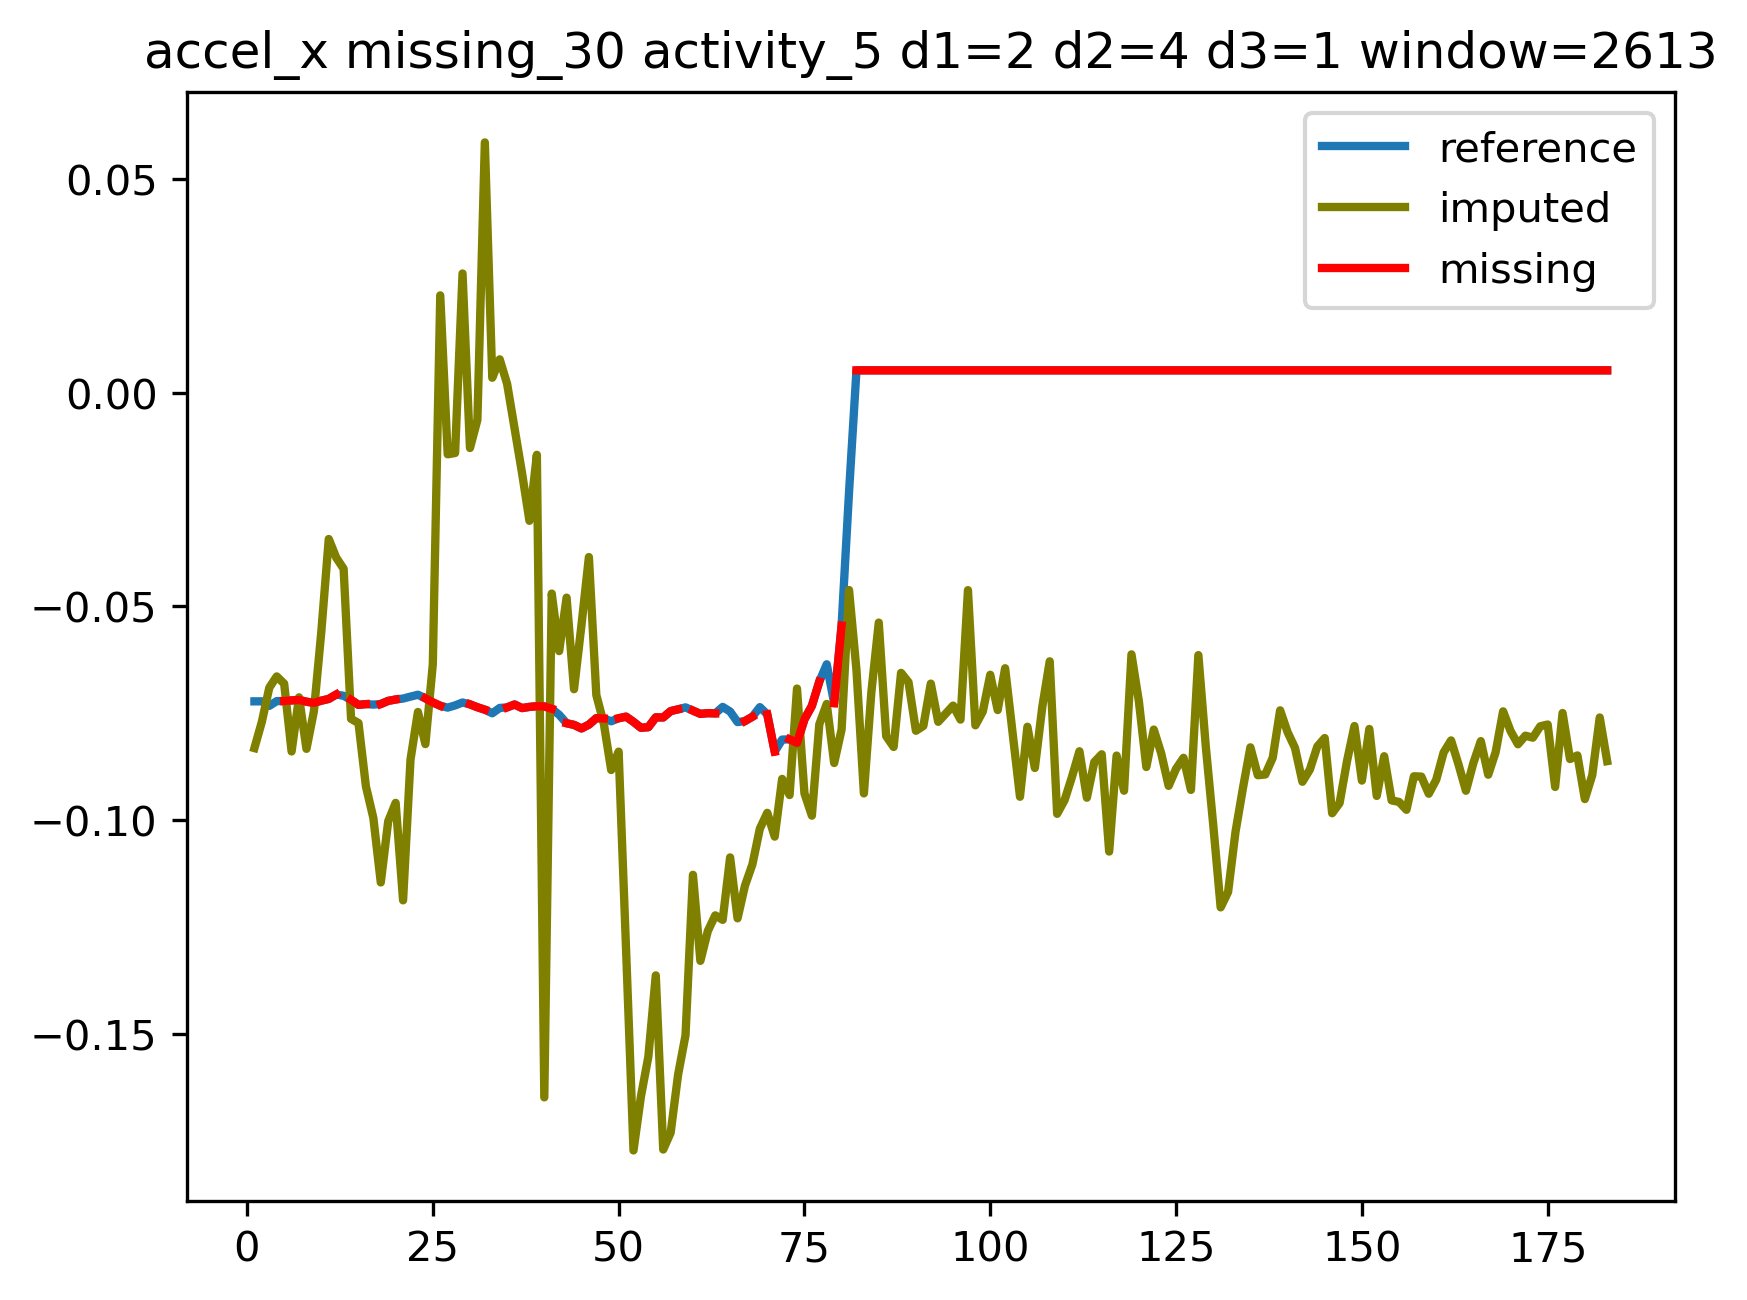 accel_x missing_30 activity_5 d1=2 d2=4 d3=1 window=2613
reference
imputed
missing
0.05
0.00
−0.05
−0.10
−0.15
0 25 50 75 100 125 150 175